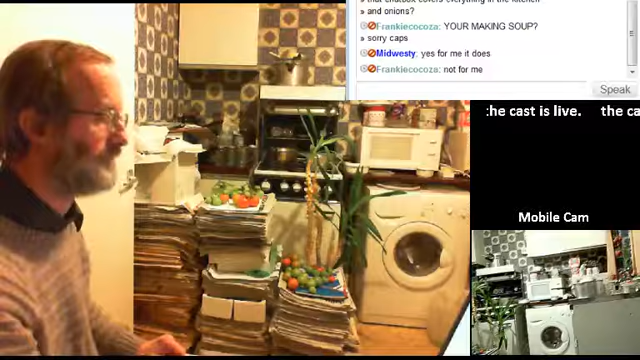 » that chatbox covers everything in the kitchen
» and onions?
Frankiecocoza: YOUR MAKING SOUP?
» sorry caps
Midwesty: yes for me it does
Frankiecocoza: not for me
Speak
the cast is live. the ca
Mobile Cam